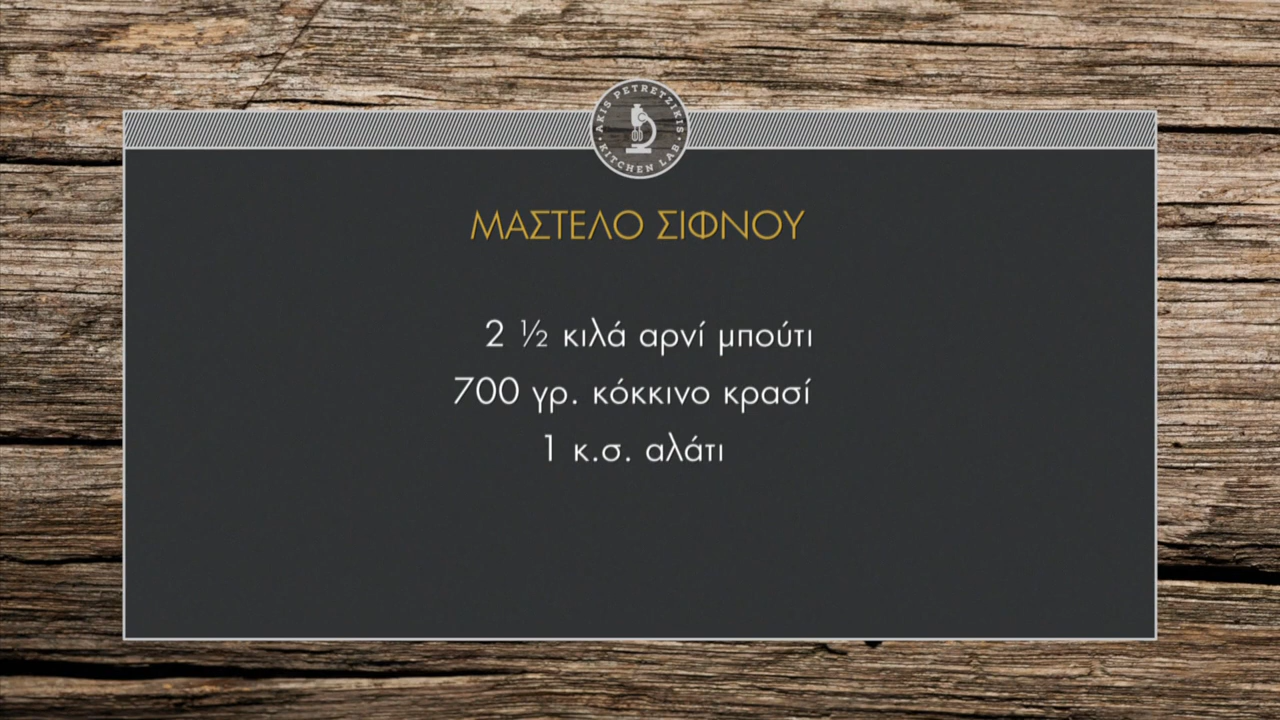 AKIS PETRETZIKIS
KITCHEN LAB
ΜΑΣΤΕΛΟ ΣΙΦΝΟΥ
2 ½ κιλά αρνί μπούτι
700 γρ. κόκκινο κρασί
1 κ.σ. αλάτι